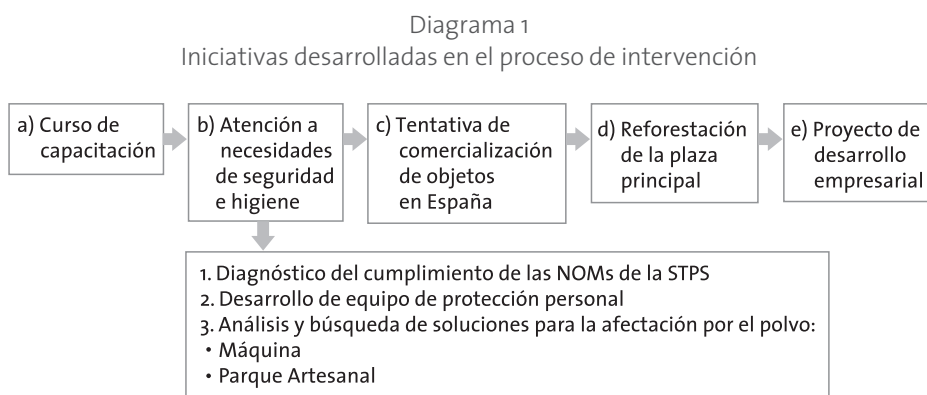 Diagrama 1
Iniciativas desarrolladas en el proceso de intervención
a) Curso de
capacitación
b) Atención a
necesidades
de seguridad
e higiene
c) Tentativa de
comercialización
de objetos
en España
d) Reforestación
de la plaza
principal
e) Proyecto de
desarrollo
empresarial
1. Diagnóstico del cumplimiento de las NOMs de la STPS
2. Desarrollo de equipo de protección personal
3. Análisis y búsqueda de soluciones para la afectación por el polvo:
• Máquina
• Parque Artesanal